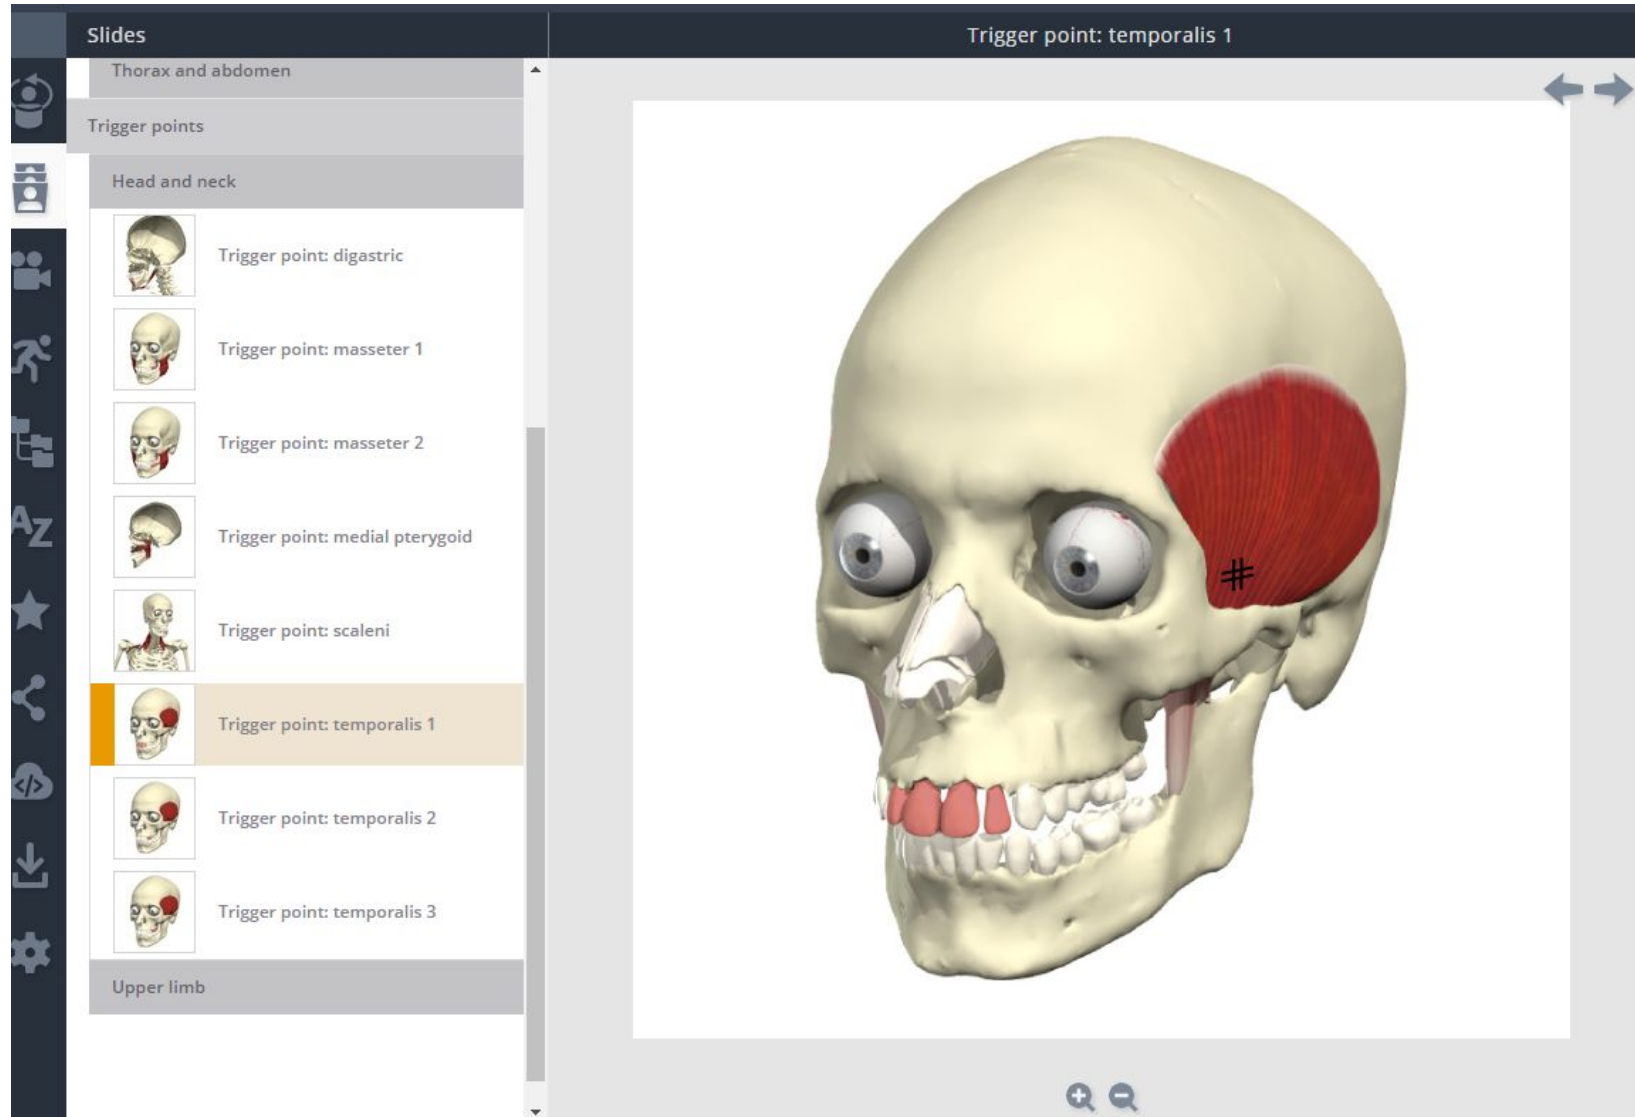 Slides
Trigger point: temporalis 1
Thorax and abdomen
Trigger points
Head and neck
Trigger point: digastric
Trigger point: masseter 1
Trigger point: masseter 2
Trigger point: medial pterygoid
Trigger point: scaleni
Trigger point: temporalis 1
Trigger point: temporalis 2
Trigger point: temporalis 3
Upper limb
AZ
#